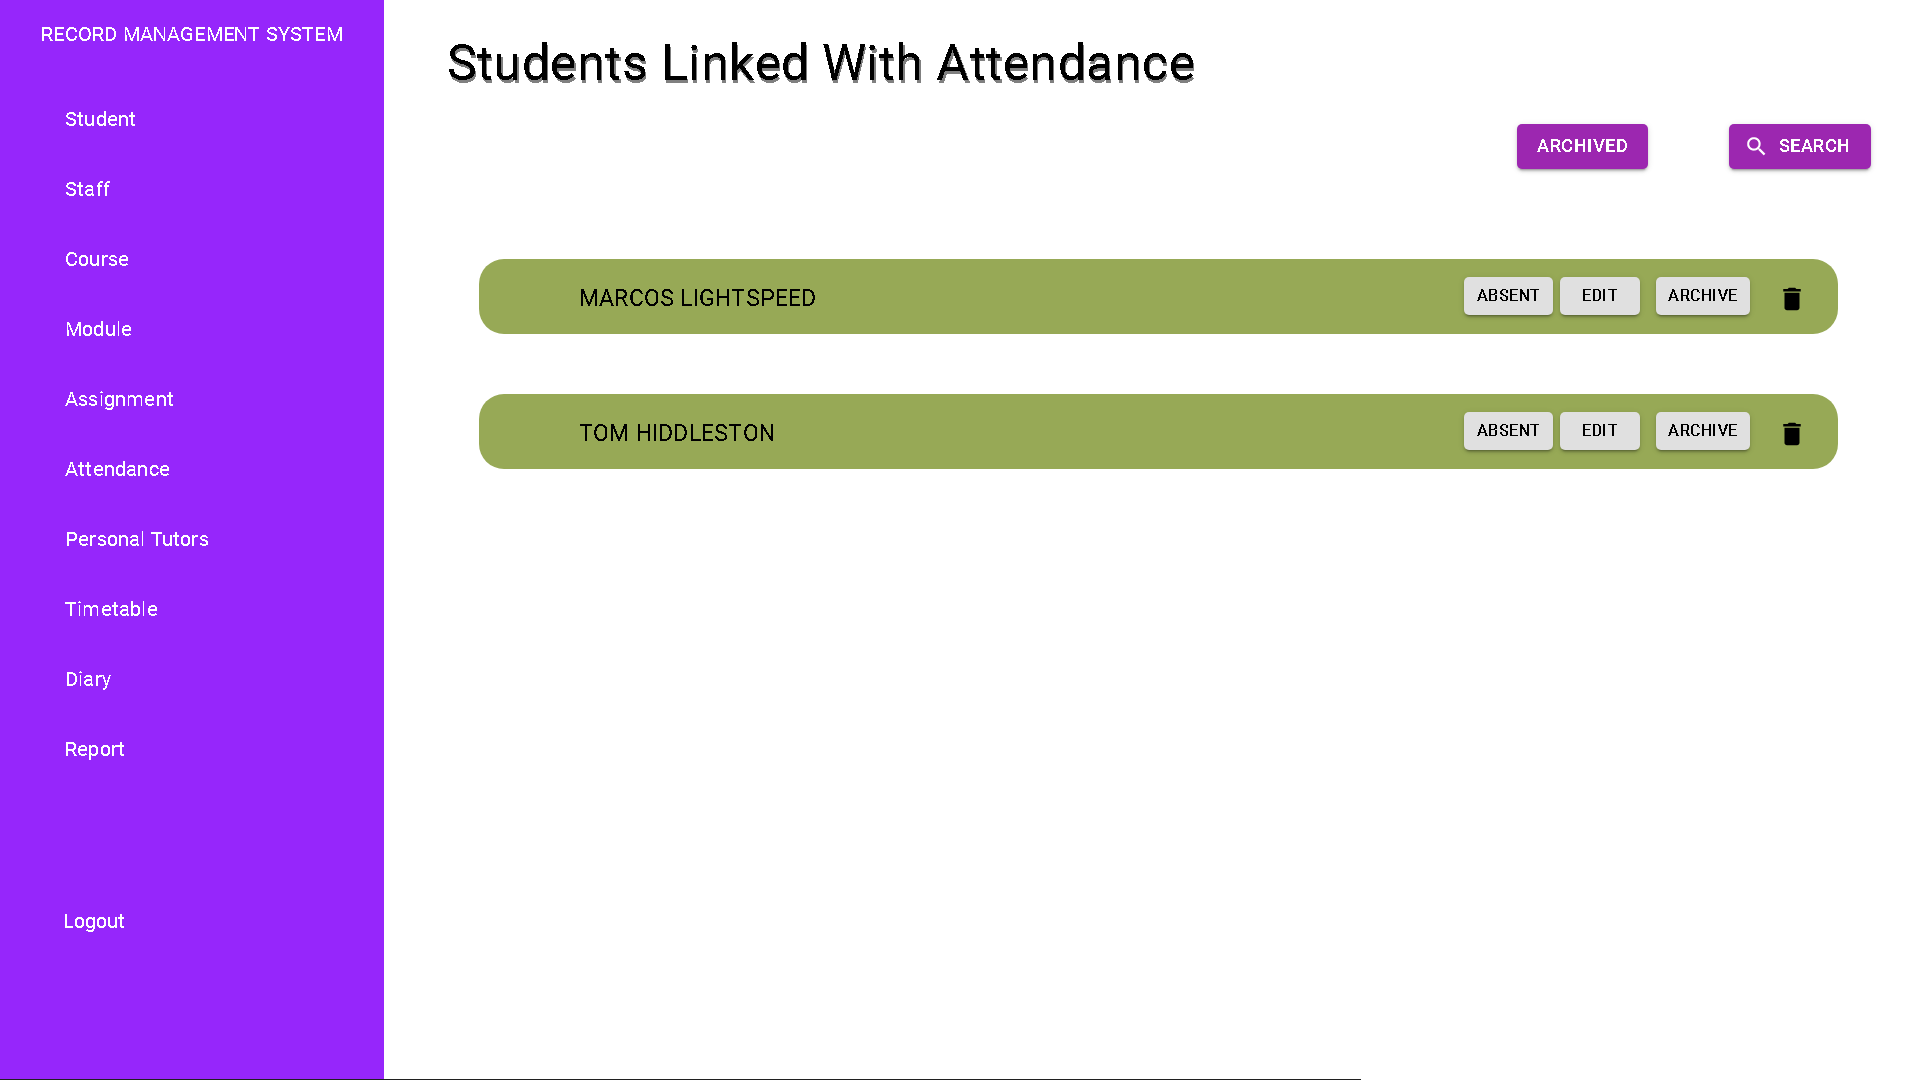 RECORD MANAGEMENT SYSTEM
Student
Staff
Course
Module
Assignment
Attendance
Personal Tutors
Timetable
Diary
Report
Logout
Students Linked With Attendance
ARCHIVED SEARCH
MARCOS LIGHTSPEED ABSENT EDIT ARCHIVE
TOM HIDDLESTON ABSENT EDIT ARCHIVE